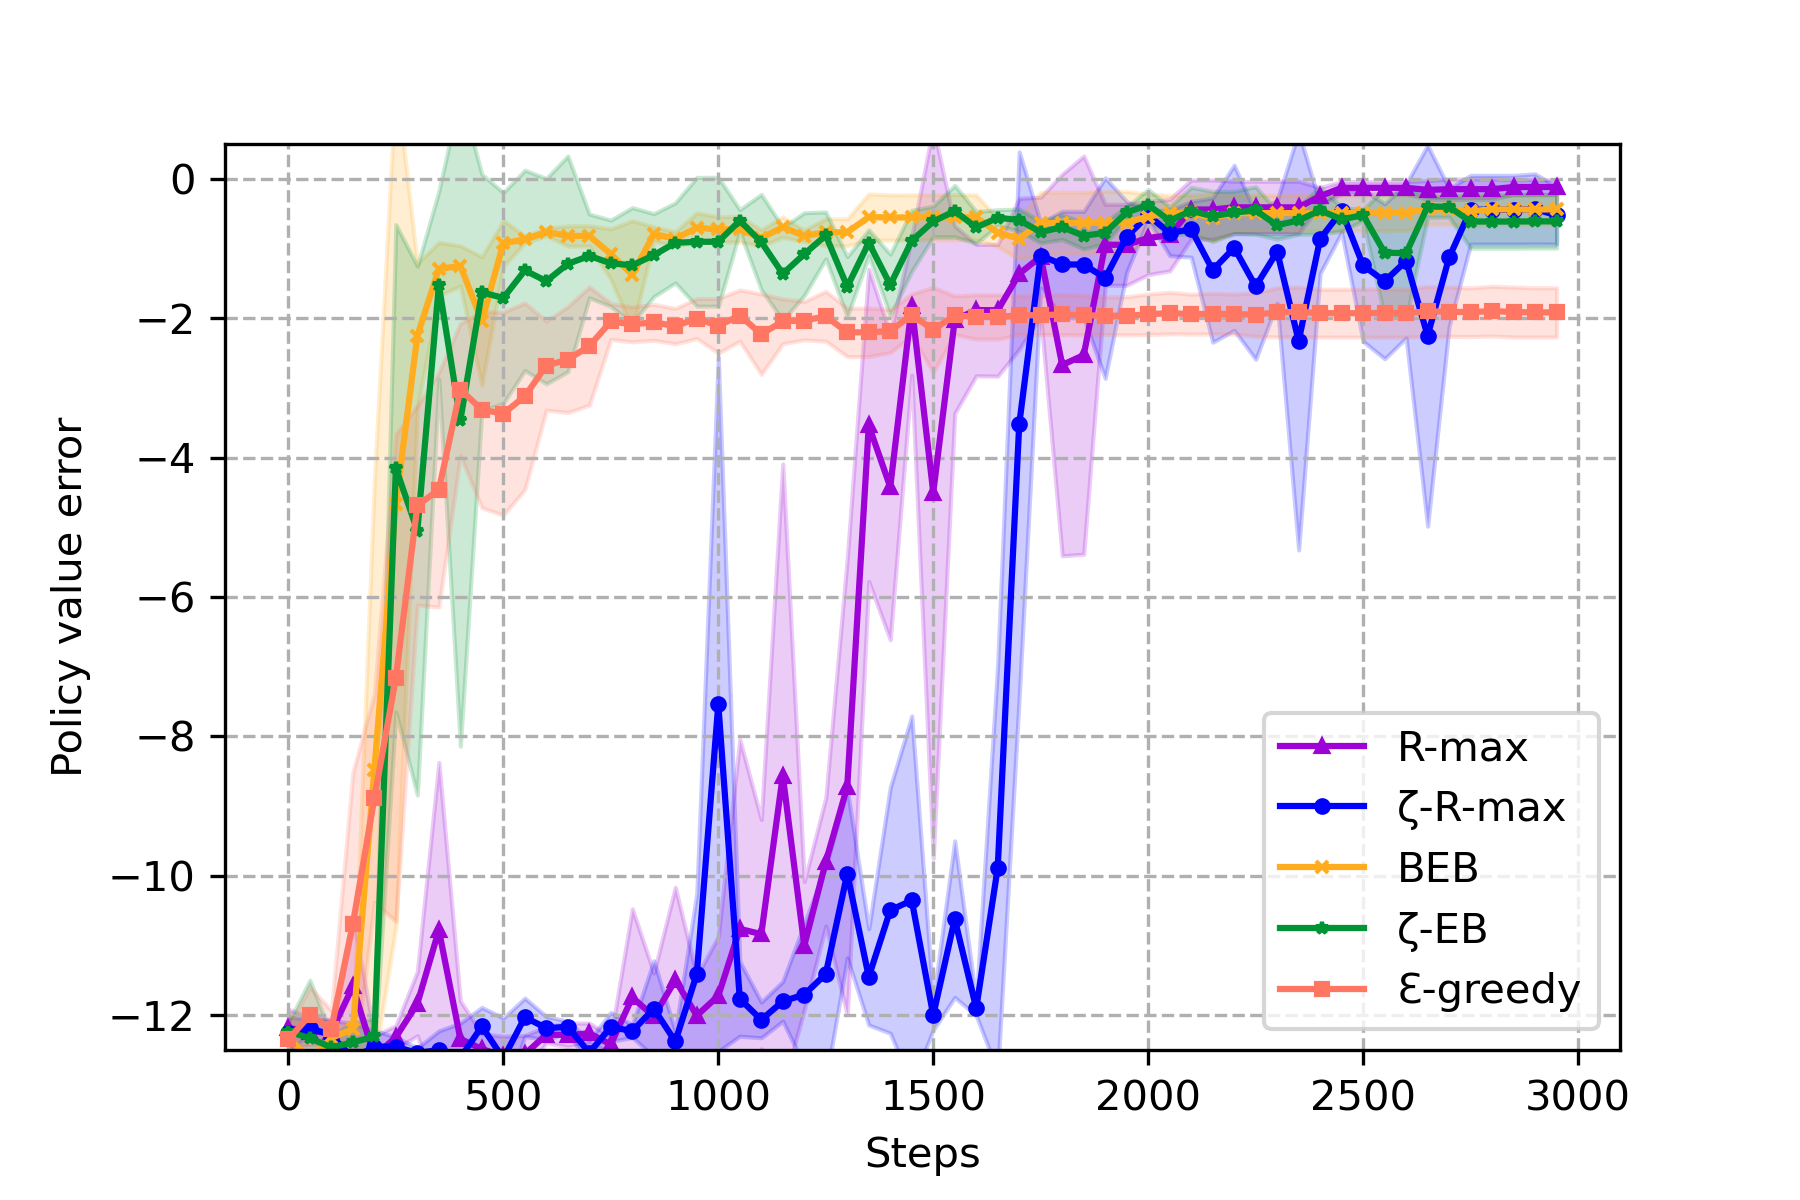 0
−2
−4
−6
−8
−10
−12
Policy value error
0 500 1000 1500 2000 2500 3000
Steps
R-max
ζ-R-max
BEB
ζ-EB
Ɛ-greedy